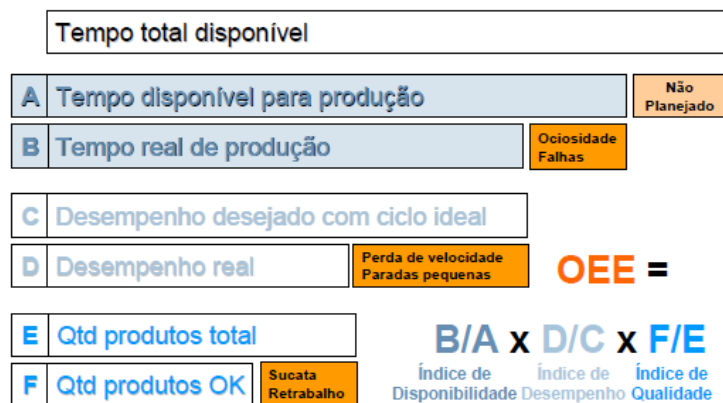 Tempo total disponível
A Tempo disponível para produção
Não
Planejado
B Tempo real de produção
Ociosidade
Falhas
C Desempenho desejado com ciclo ideal
D Desempenho real
Perda de velocidade
Paradas pequenas
OEE =
E Qtd produtos total
F Qtd produtos OK
Sucata
Retrabalho
B/A x D/C x F/E
Índice de Índice de Índice de
Disponibilidade Desempenho Qualidade